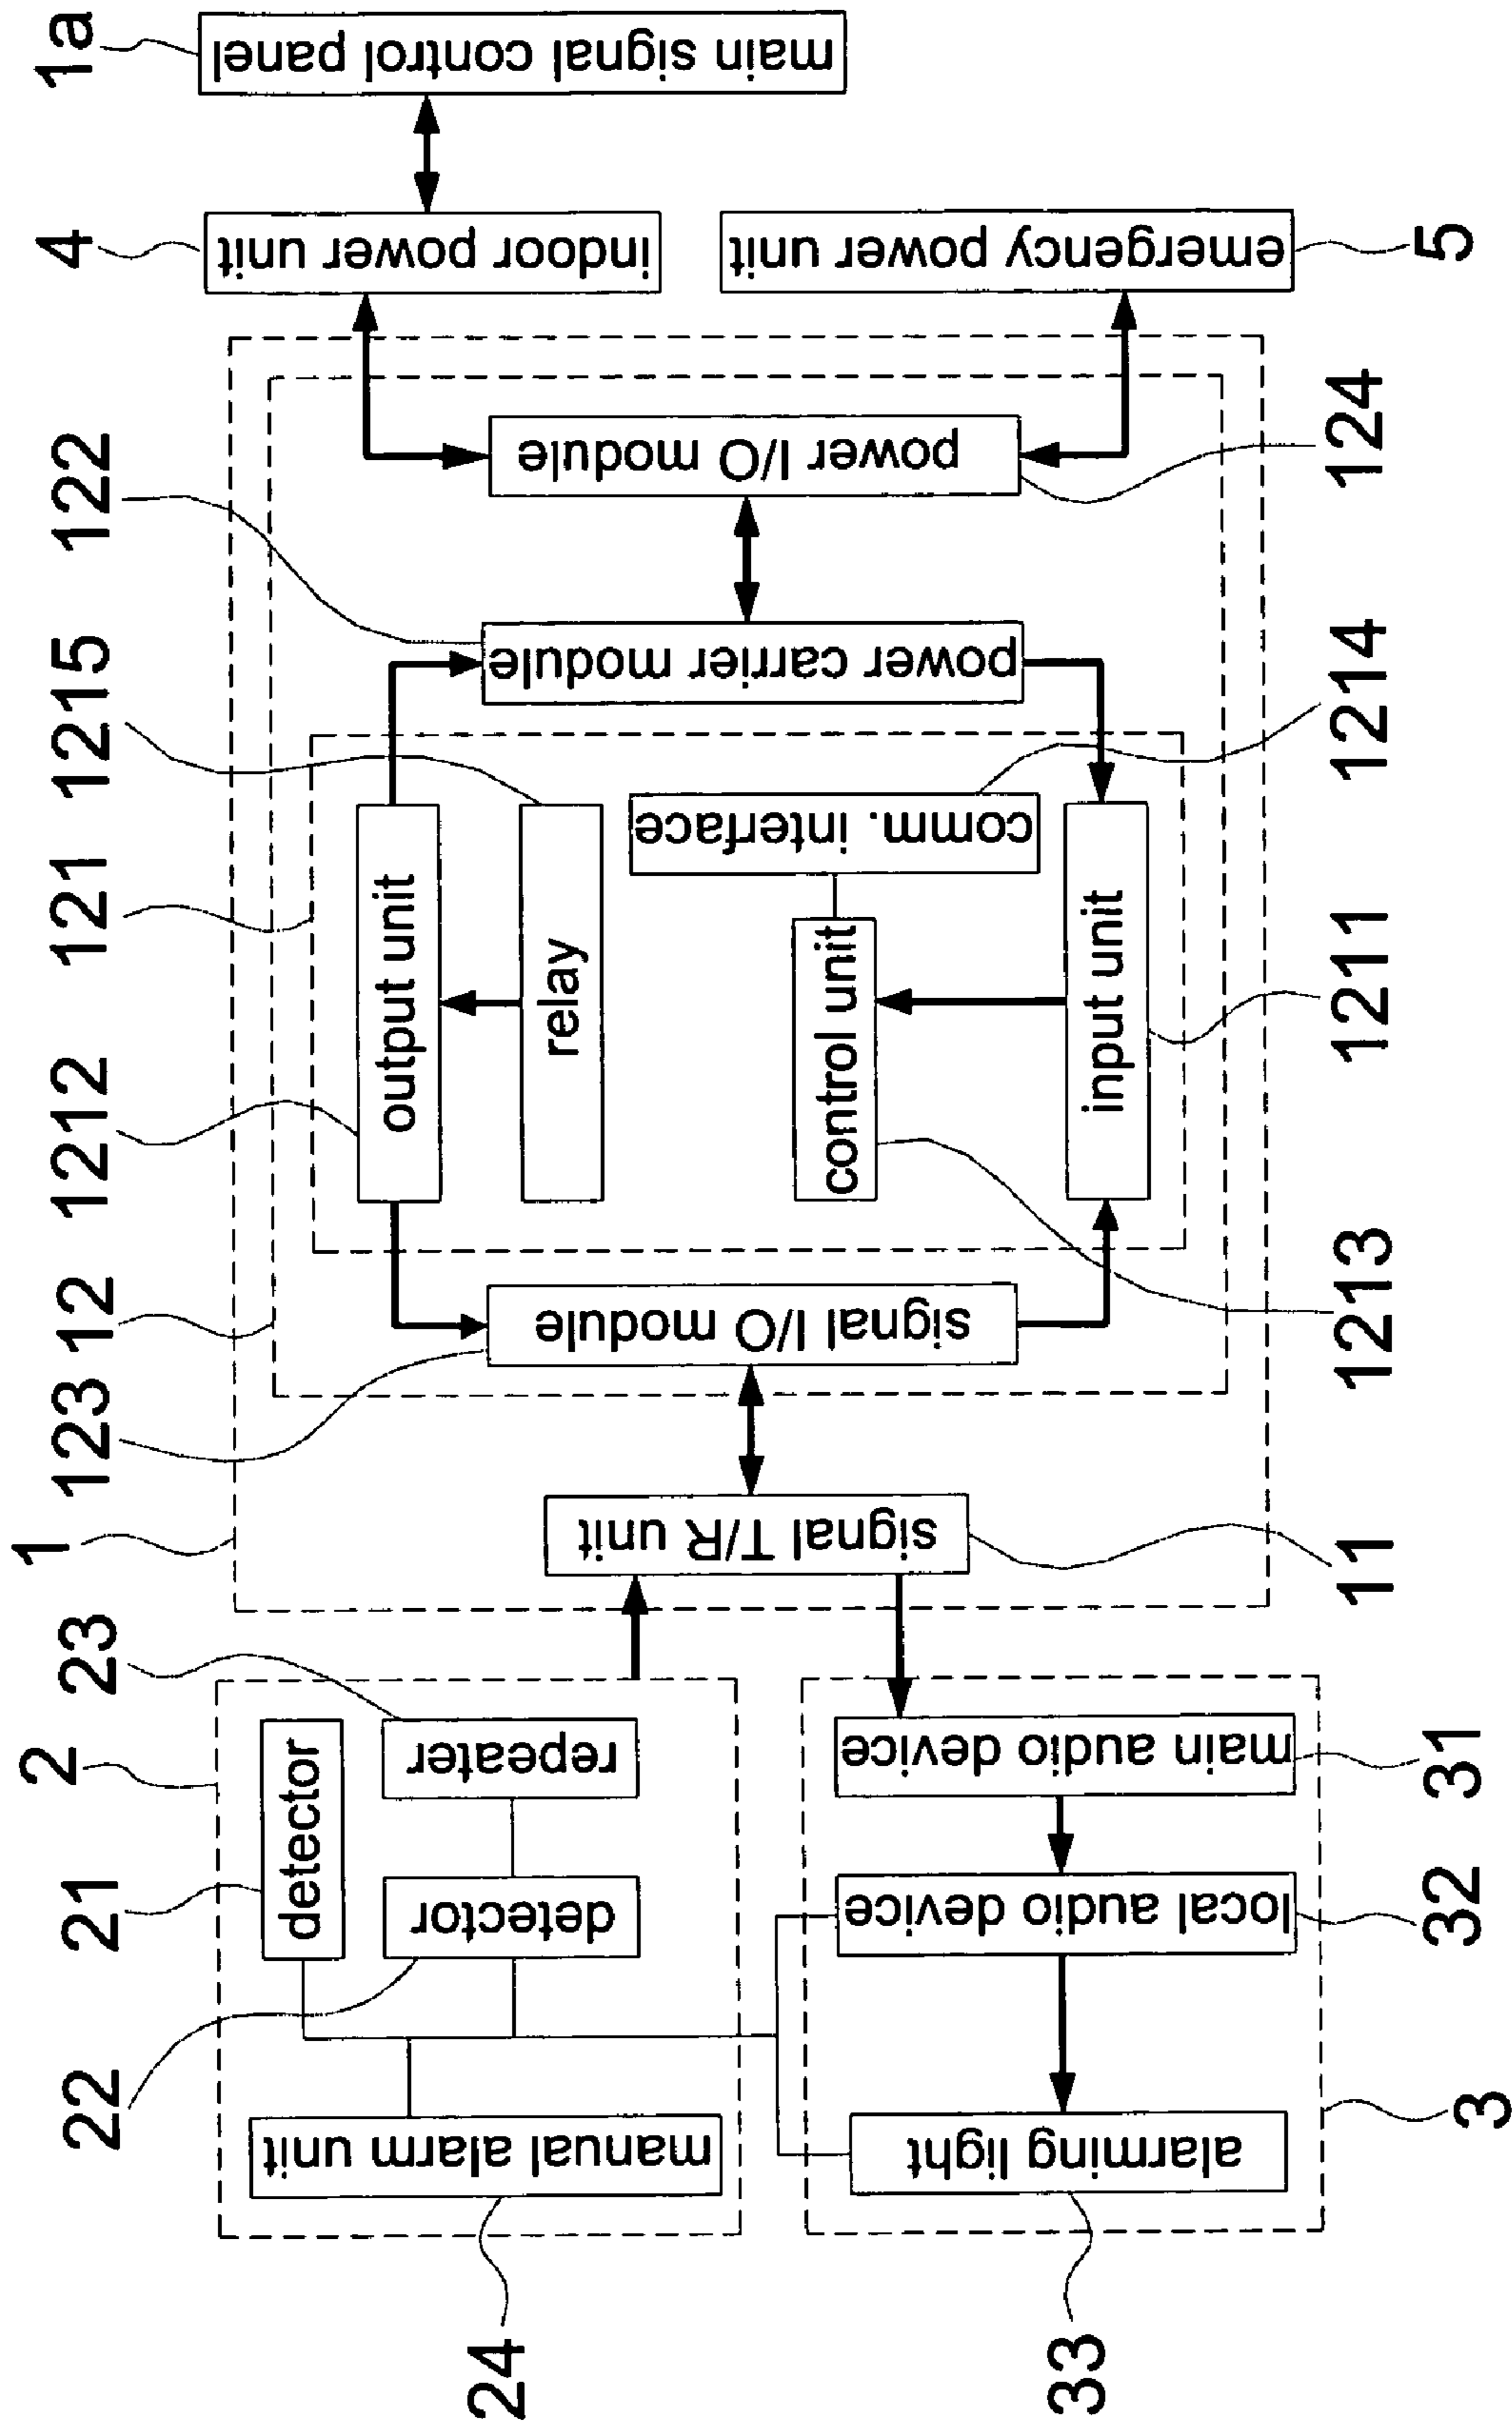 1a
main signal control panel
4
indoor power unit
emergency power unit
5
122
power I/O module
124
1215
power carrier module
1214
121
output unit
relay
comm. interface
control unit
input unit
1211
1212
12
signal I/O module
1213
123
1
signal T/R unit
11
23
2
detector
repeater
main audio device
31
21
detector
local audio device
32
22
manual alarm unit
alarming light
3
24
33